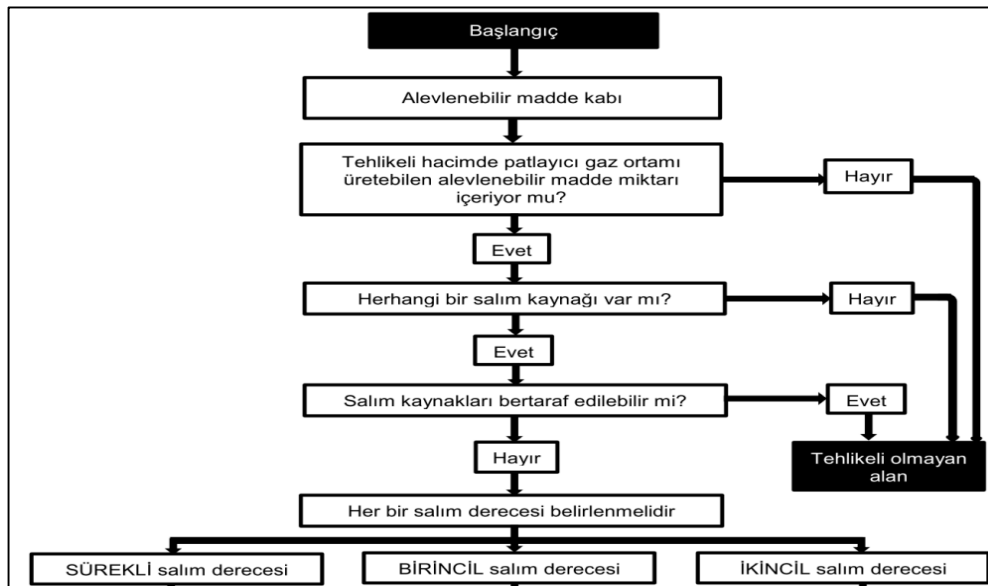 Başlangıç
Alevlenebilir madde kabı
Tehlikeli hacimde patlayıcı gaz ortamı
üretebilen alevlenebilir madde miktarı
içeriyor mu?
Hayır
Evet
Herhangi bir salım kaynağı var mı?
Hayır
Evet
Salım kaynakları bertaraf edilebilir mi?
Evet
Hayır
Tehlikeli olmayan
alan
Her bir salım derecesi belirlenmelidir
SÜREKLİ salım derecesi
BİRİNCİL salım derecesi
İKİNCİL salım derecesi